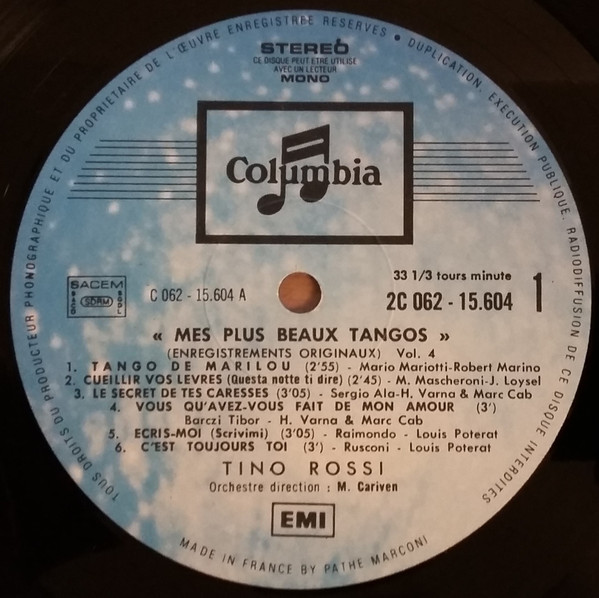 TOUS DROITS DU PRODUCTEUR PHONOGRAPHIQUE ET DU PROPRIETAIRE DE L'ŒUVRE ENREGISTREE RESERVES • DUPLICATION. EXECUTION PUBLIQUE. RADIODIFFUSION DE CE DISQUE INTERDITES
STEREO
CE DISQUE PEUT ETRE UTILISE
AVEC UN LECTEUR
MONO
Columbia
SACEM
SACD
SDRM
SGDL
C 062 - 15.604 A
33 1/3 tours minute
2C 062 - 15.604
1
« MES PLUS BEAUX TANGOS »
(ENREGISTREMENTS ORIGINAUX) Vol. 4
1. TANGO DE MARILOU (2'55) - Mario Mariotti-Robert Marino
2. CUEILLIR VOS LEVRES (Questa notte ti dire) (2'45) - M. Mascheroni-J. Loysel
3. LE SECRET DE TES CARESSES (3'05) - Sergio Ala-H. Varna & Marc Cab
4. VOUS QU'AVEZ-VOUS FAIT DE MON AMOUR (3')
Barczi Tibor - H. Varna & Marc Cab
5. ECRIS-MOI (Scrivimi) (3'05) - Raimondo - Louis Poterat
6. C'EST TOUJOURS TOI (3') - Rusconi - Louis Poterat
TINO ROSSI
Orchestre direction : M. Cariven
EMI
MADE IN FRANCE BY PATHE MARCONI